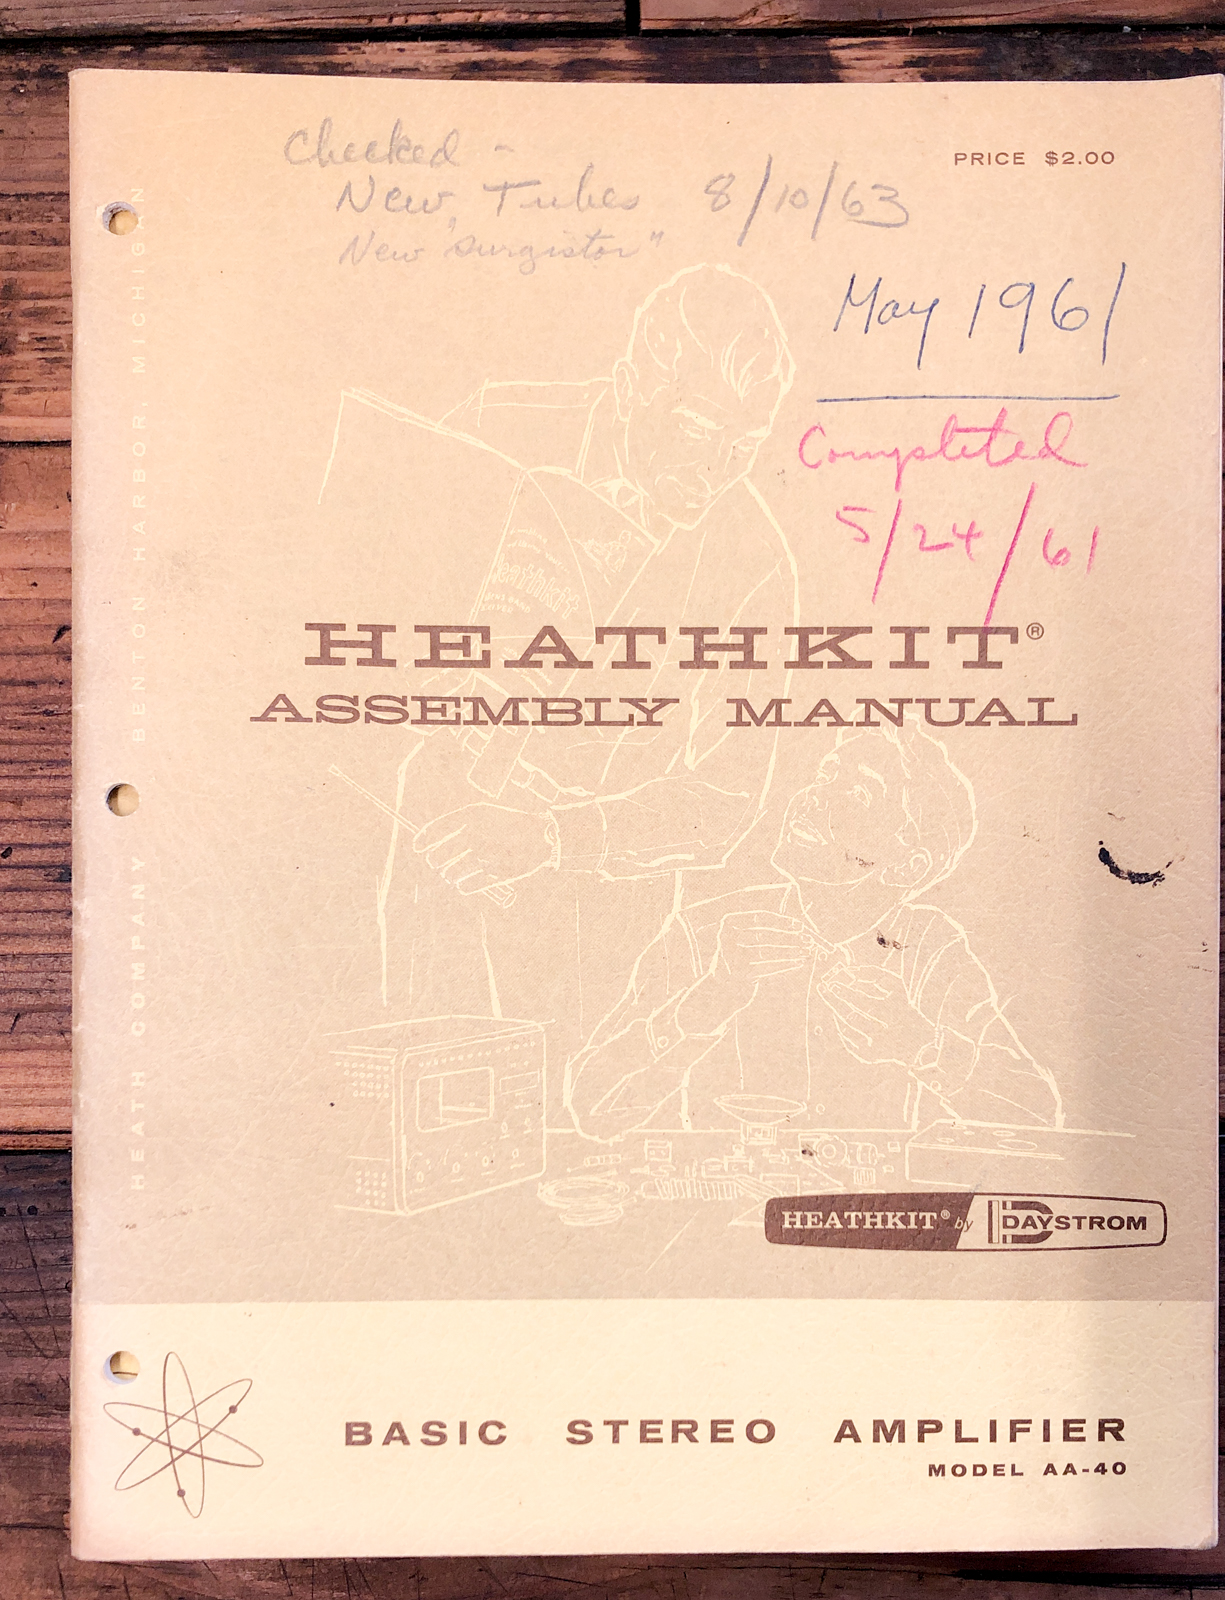 Checked -
New Tubes 8/10/63
New "Surgistor"
PRICE $2.00
May 1961
Completed
5/24/61
HEATHKIT®
ASSEMBLY MANUAL
HEATH COMPANY BENTON HARBOR, MICHIGAN
Heathkit
HEATHKIT® by DAYSTROM
BASIC STEREO AMPLIFIER
MODEL AA-40